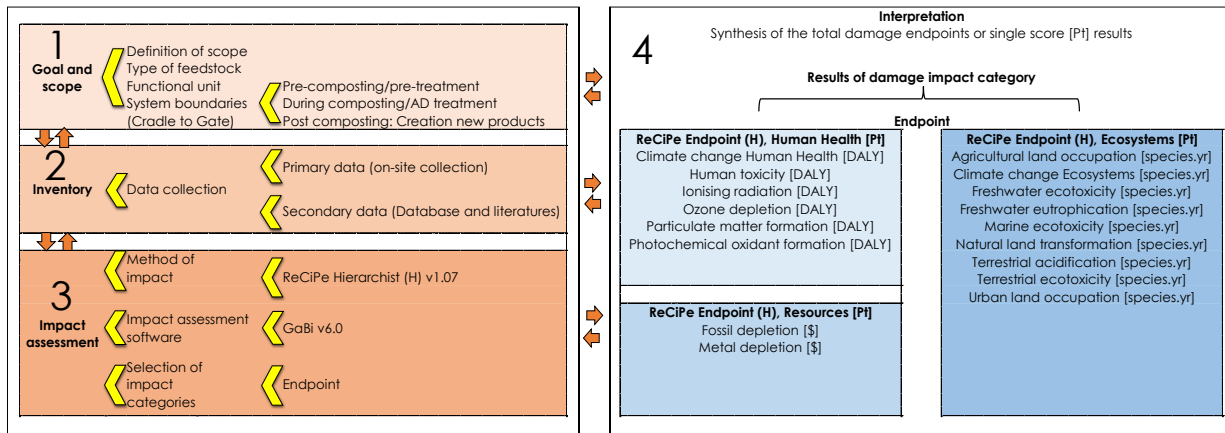 1
Goal and
scope
Definition of scope
Type of feedstock
Functional unit
System boundaries
(Cradle to Gate)
Pre-composting/pre-treatment
During composting/AD treatment
Post composting: Creation new products
2
Inventory
Data collection
Primary data (on-site collection)
Secondary data (Database and literatures)
3
Impact
assessment
Method of
impact
ReCiPe Hierarchist (H) v1.07
Impact assessment
software
GaBi v6.0
Selection of
impact
categories
Endpoint
4
Interpretation
Synthesis of the total damage endpoints or single score [Pt] results
Results of damage impact category
Endpoint
ReCiPe Endpoint (H), Human Health [Pt]
Climate change Human Health [DALY]
Human toxicity [DALY]
Ionising radiation [DALY]
Ozone depletion [DALY]
Particulate matter formation [DALY]
Photochemical oxidant formation [DALY]
ReCiPe Endpoint (H), Resources [Pt]
Fossil depletion [$]
Metal depletion [$]
ReCiPe Endpoint (H), Ecosystems [Pt]
Agricultural land occupation [species.yr]
Climate change Ecosystems [species.yr]
Freshwater ecotoxicity [species.yr]
Freshwater eutrophication [species.yr]
Marine ecotoxicity [species.yr]
Natural land transformation [species.yr]
Terrestrial acidification [species.yr]
Terrestrial ecotoxicity [species.yr]
Urban land occupation [species.yr]